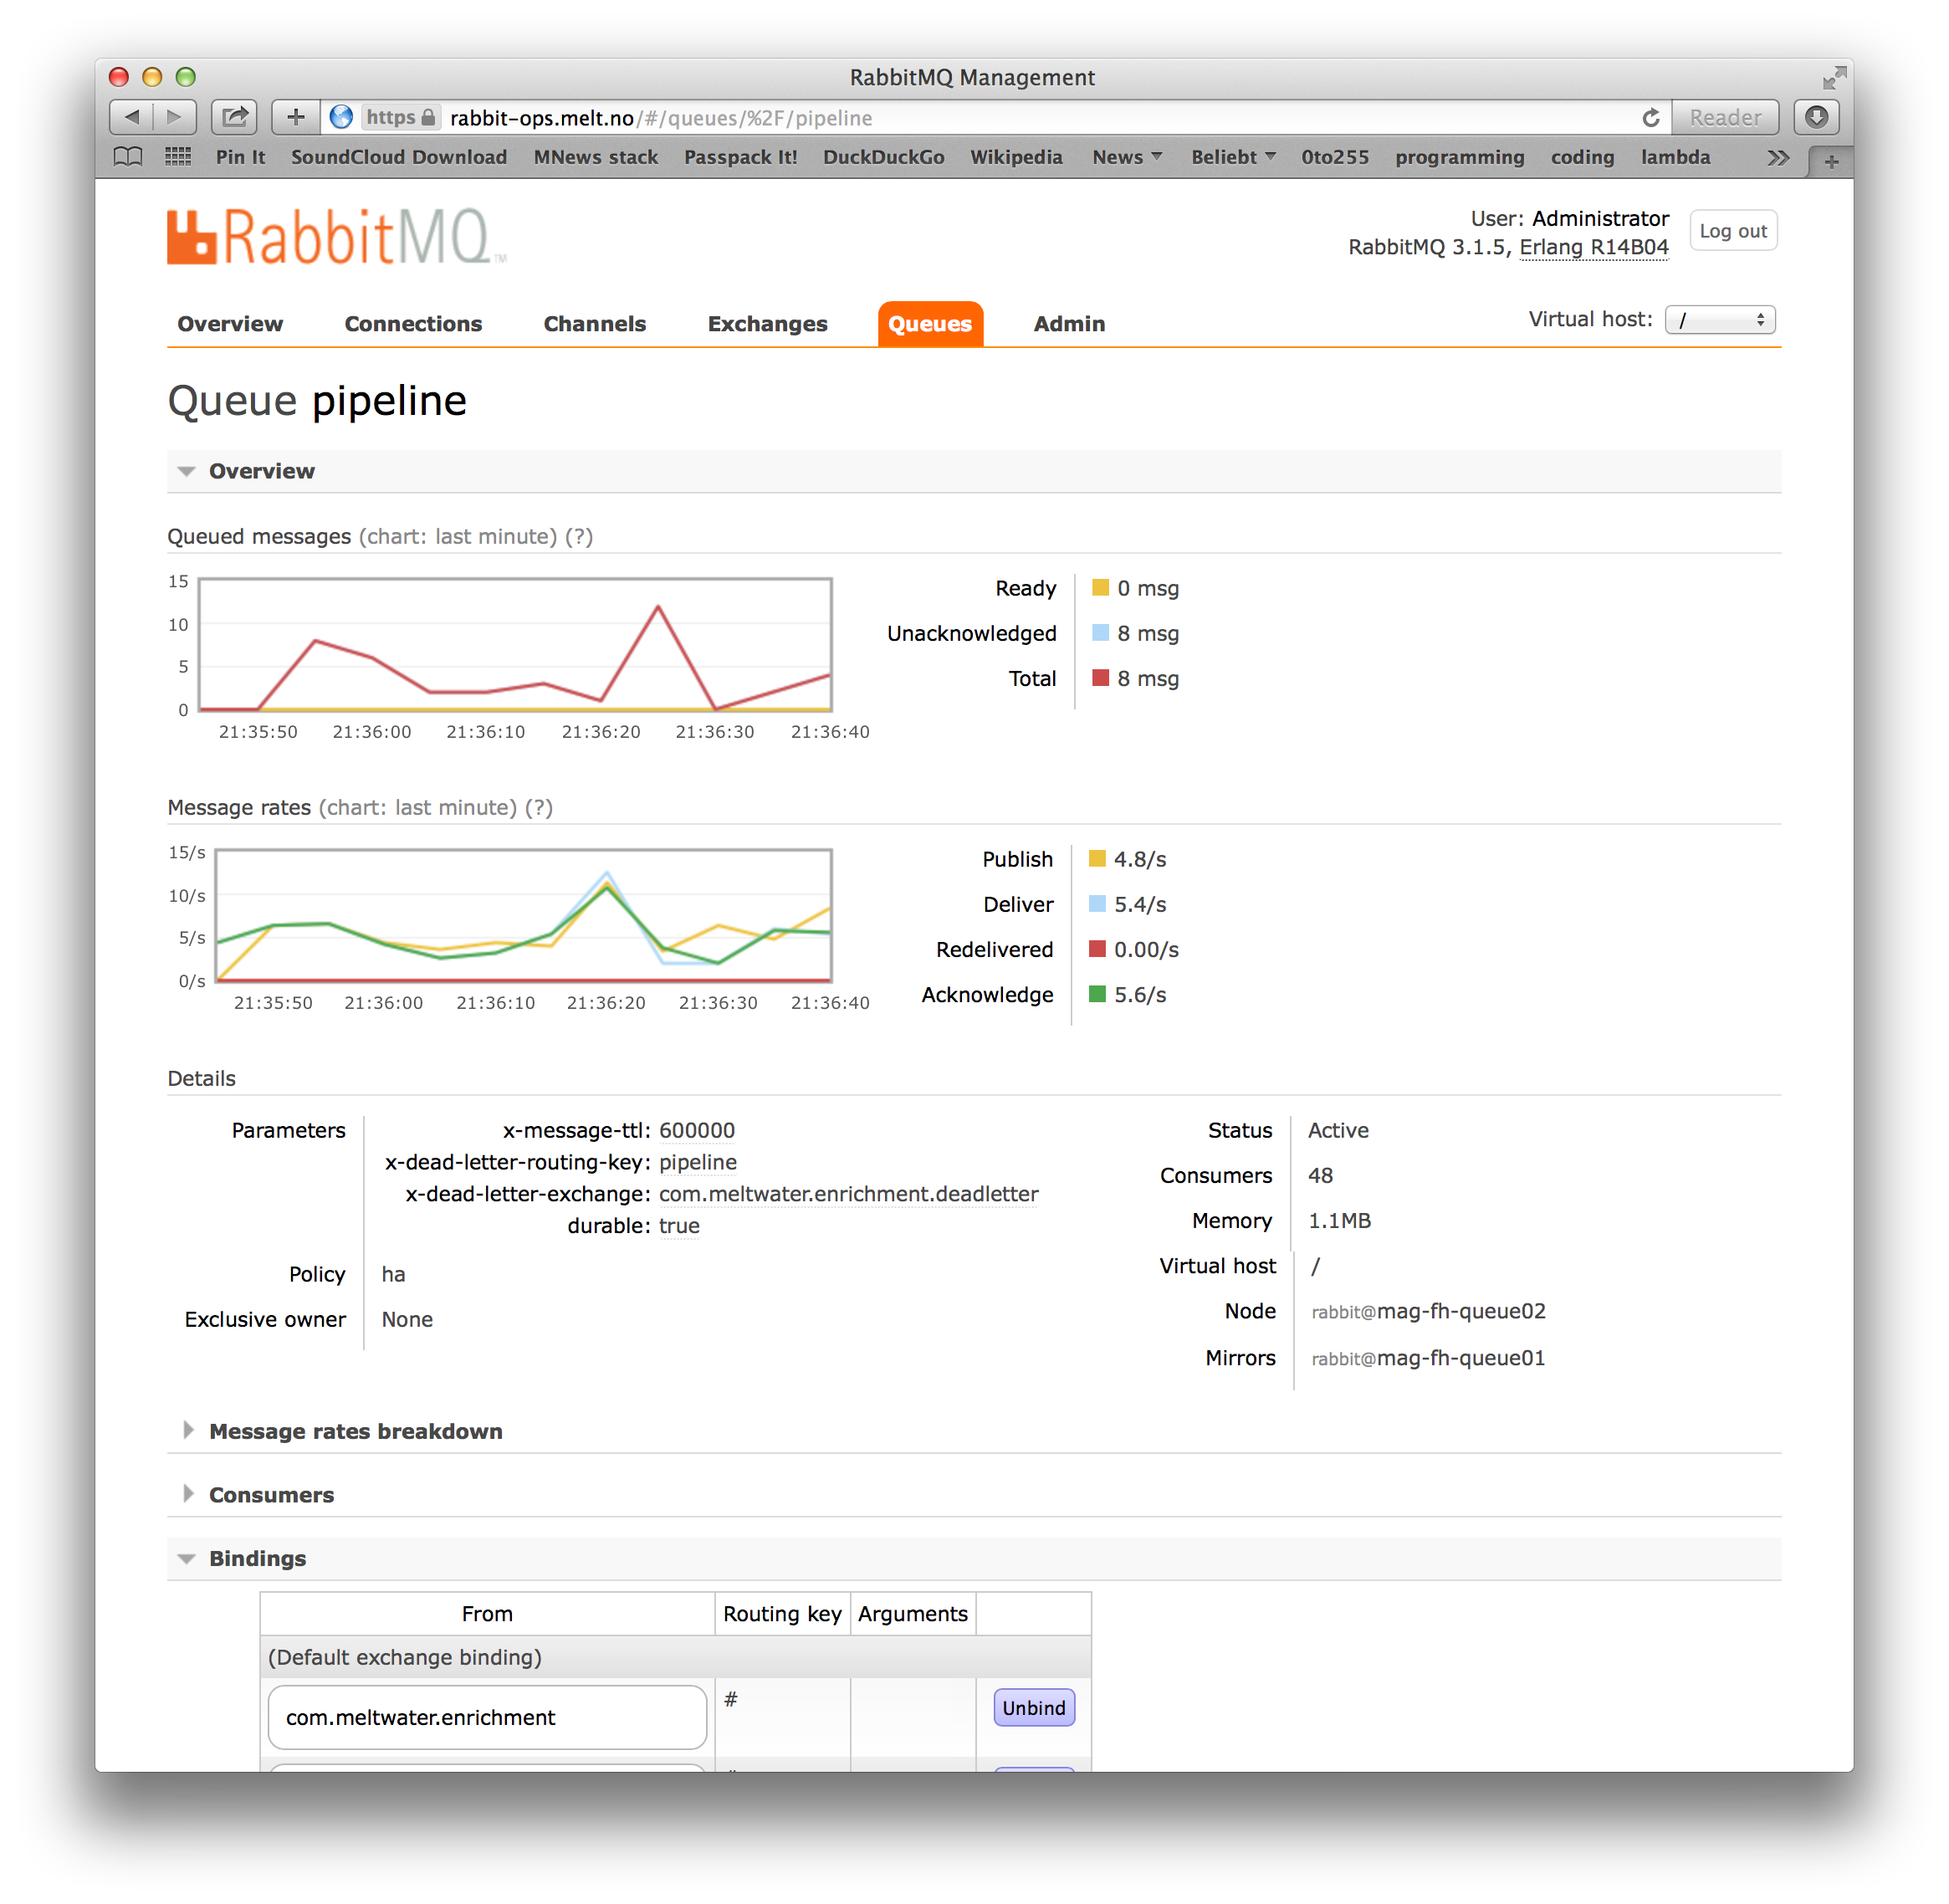 RabbitMQ Management
https rabbit-ops.melt.no/#/queues/%2F/pipeline Reader
Pin It SoundCloud Download MNews stack Passpack It! DuckDuckGo Wikipedia News Beliebt 0to255 programming coding lambda
RabbitMQ™
User: Administrator
Log out
RabbitMQ 3.1.5, Erlang R14B04
Overview Connections Channels Exchanges Queues Admin
Virtual host: /
Queue pipeline
Overview
Queued messages (chart: last minute) (?)
15
10
5
0
21:35:50 21:36:00 21:36:10 21:36:20 21:36:30 21:36:40
Ready 0 msg
Unacknowledged 8 msg
Total 8 msg
Message rates (chart: last minute) (?)
15/s
10/s
5/s
0/s
21:35:50 21:36:00 21:36:10 21:36:20 21:36:30 21:36:40
Publish 4.8/s
Deliver 5.4/s
Redelivered 0.00/s
Acknowledge 5.6/s
Details
Parameters x-message-ttl: 600000
x-dead-letter-routing-key: pipeline
x-dead-letter-exchange: com.meltwater.enrichment.deadletter
durable: true
Policy ha
Exclusive owner None
Status Active
Consumers 48
Memory 1.1MB
Virtual host /
Node rabbit@mag-fh-queue02
Mirrors rabbit@mag-fh-queue01
Message rates breakdown
Consumers
Bindings
From Routing key Arguments
(Default exchange binding)
com.meltwater.enrichment # Unbind